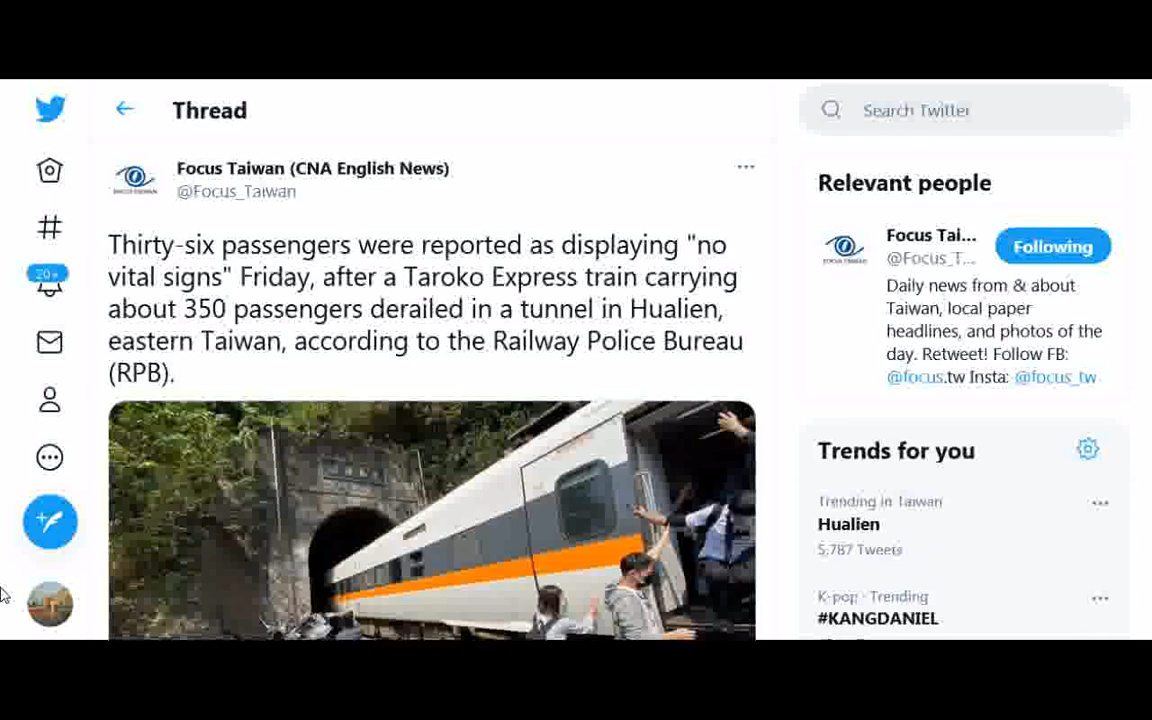 Thread
Search Twitter
Focus Taiwan (CNA English News)
@Focus_Taiwan
Thirty-six passengers were reported as displaying "no
vital signs" Friday, after a Taroko Express train carrying
about 350 passengers derailed in a tunnel in Hualien,
eastern Taiwan, according to the Railway Police Bureau
(RPB).
20+
Relevant people
Focus Tai...
@Focus_T...
Following
Daily news from & about
Taiwan, local paper
headlines, and photos of the
day. Retweet! Follow FB:
@focus.tw Insta: @focus_tw
Trends for you
Trending in Taiwan
Hualien
5,787 Tweets
K-pop · Trending
#KANGDANIEL